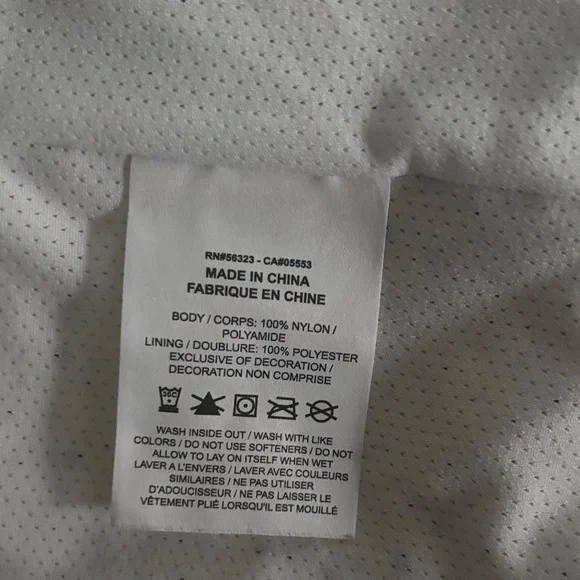 RN#56323 - CA#05553
MADE IN CHINA
FABRIQUE EN CHINE
BODY / CORPS: 100% NYLON /
POLYAMIDE
LINING / DOUBLURE: 100% POLYESTER
EXCLUSIVE OF DECORATION /
DECORATION NON COMPRISE
30C
WASH INSIDE OUT / WASH WITH LIKE
COLORS / DO NOT USE SOFTENERS / DO NOT
ALLOW TO LAY ON ITSELF WHEN WET
LAVER A L'ENVERS / LAVER AVEC COULEURS
SIMILAIRES / NE PAS UTILISER
D'ADOUCISSEUR / NE PAS LAISSER LE
VÊTEMENT PLIÉ LORSQU'IL EST MOUILLÉ